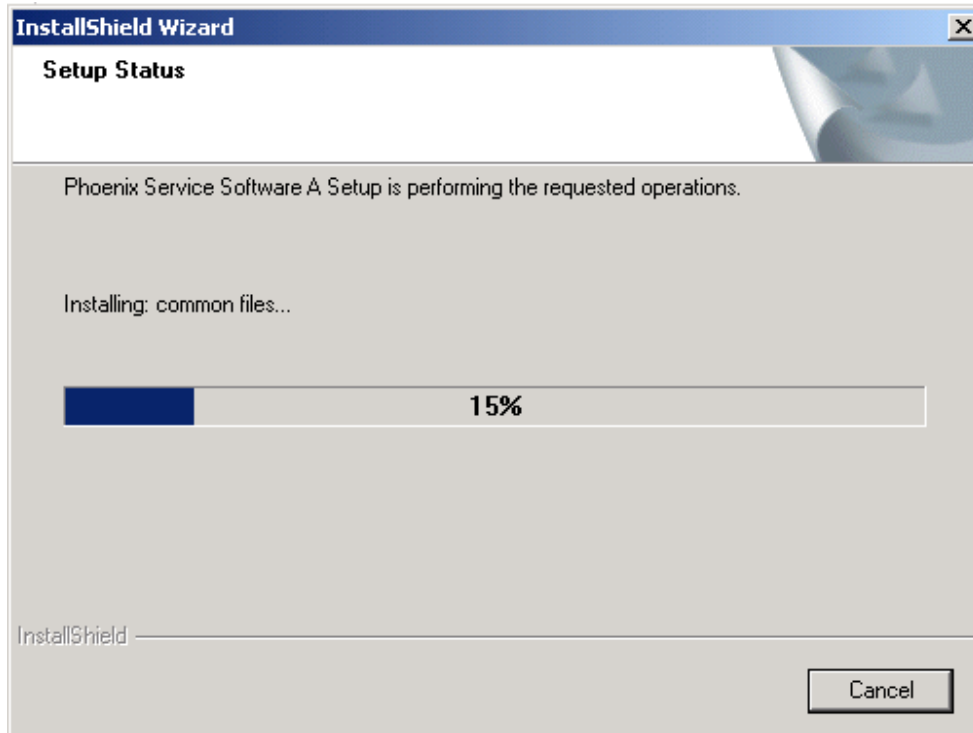 InstallShield Wizard
Setup Status
Phoenix Service Software A Setup is performing the requested operations.
Installing: common files...
15%
InstallShield
Cancel